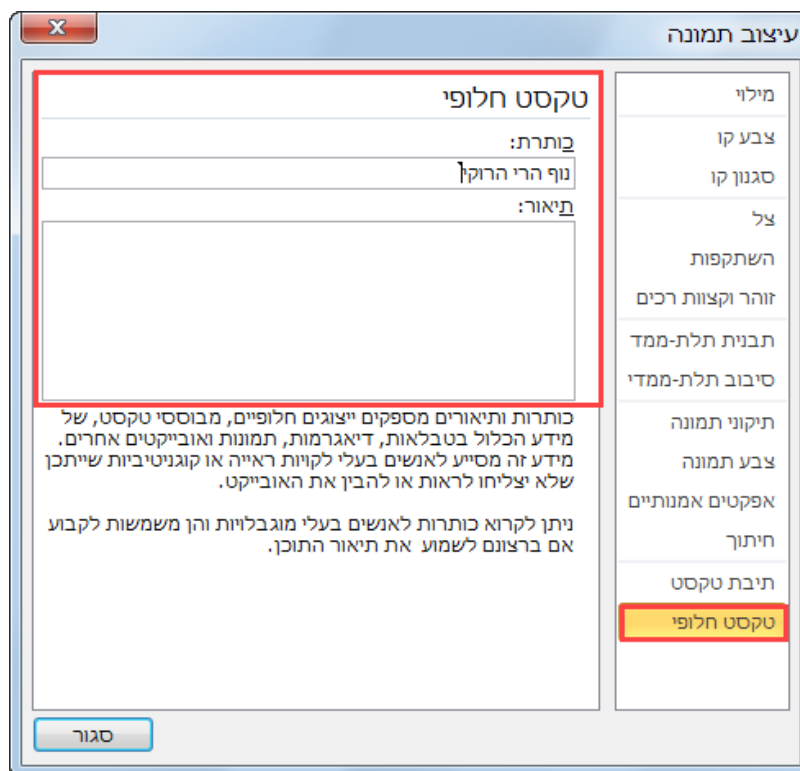 עיצוב תמונה
מילוי
צבע קו
סגנון קו
צל
השתקפות
זוהר וקצוות רכים
תבנית תלת-ממד
סיבוב תלת-ממדי
תיקוני תמונה
צבע תמונה
אפקטים אמנותיים
חיתוך
תיבת טקסט
טקסט חלופי
טקסט חלופי
כותרת:
נוף הרי הרוקי
תיאור:
כותרות ותיאורים מספקים ייצוגים חלופיים, מבוססי טקסט, של
מידע הכלול בטבלאות, דיאגרמות, תמונות ואובייקטים אחרים.
מידע זה מסייע לאנשים בעלי לקויות ראייה או קוגניטיביות שייתכן
שלא יצליחו לראות או להבין את האובייקט.
ניתן לקרוא כותרות לאנשים בעלי מוגבלויות והן משמשות לקבוע
אם ברצונם לשמוע את תיאור התוכן.
סגור